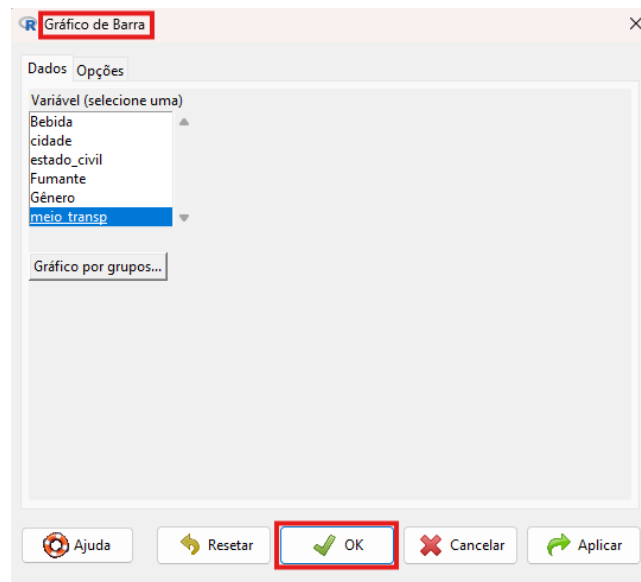 Gráfico de Barra
Dados Opções
Variável (selecione uma)
Bebida
cidade
estado_civil
Fumante
Gênero
meio_transp
Gráfico por grupos...
Ajuda Resetar OK Cancelar Aplicar